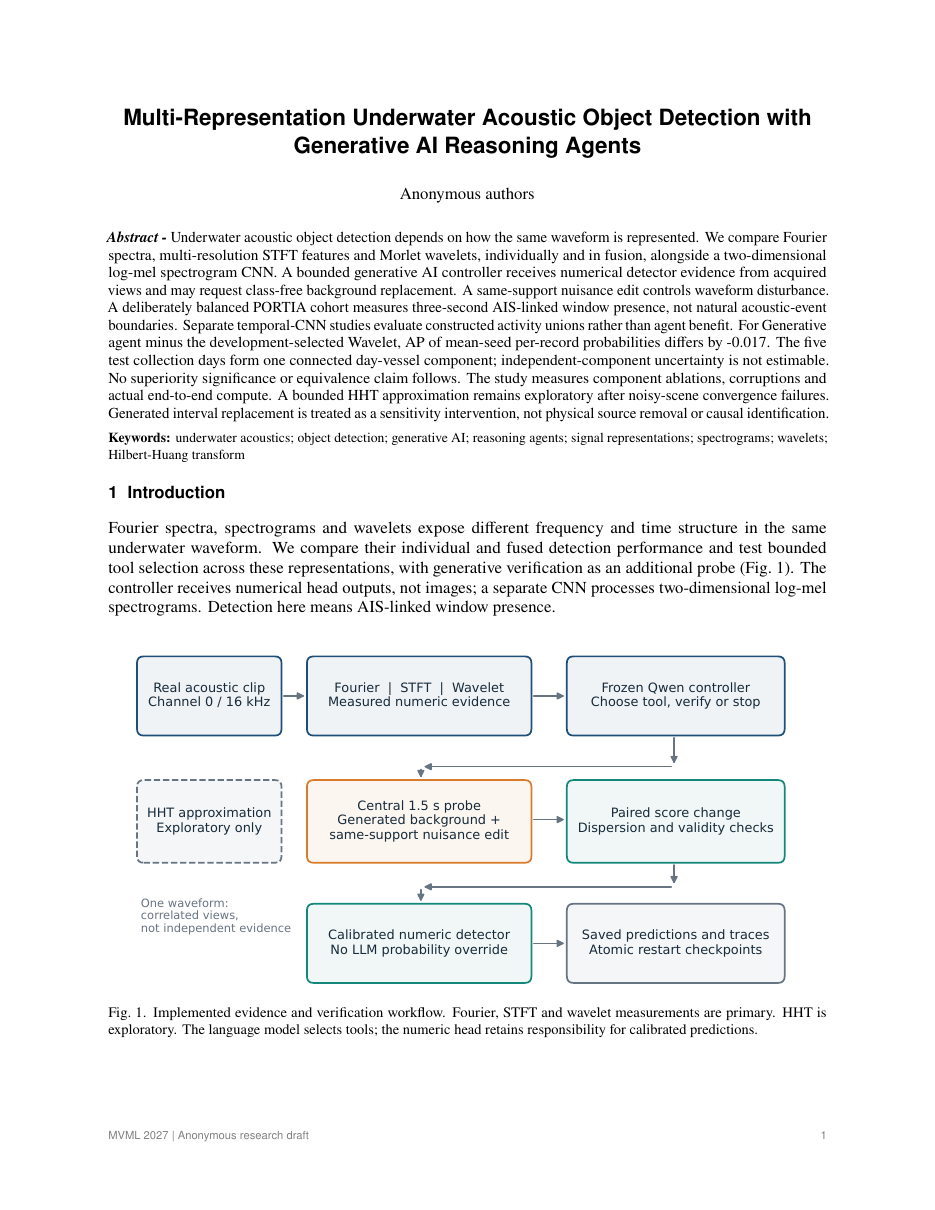 Multi-Representation Underwater Acoustic Object Detection with
Generative AI Reasoning Agents
Anonymous authors
Abstract - Underwater acoustic object detection depends on how the same waveform is represented. We compare Fourier
spectra, multi-resolution STFT features and Morlet wavelets, individually and in fusion, alongside a two-dimensional
log-mel spectrogram CNN. A bounded generative AI controller receives numerical detector evidence from acquired
views and may request class-free background replacement. A same-support nuisance edit controls waveform disturbance.
A deliberately balanced PORTIA cohort measures three-second AIS-linked window presence, not natural acoustic-event
boundaries. Separate temporal-CNN studies evaluate constructed activity unions rather than agent benefit. For Generative
agent minus the development-selected Wavelet, AP of mean-seed per-record probabilities differs by -0.017. The five
test collection days form one connected day-vessel component; independent-component uncertainty is not estimable.
No superiority significance or equivalence claim follows. The study measures component ablations, corruptions and
actual end-to-end compute. A bounded HHT approximation remains exploratory after noisy-scene convergence failures.
Generated interval replacement is treated as a sensitivity intervention, not physical source removal or causal identification.
Keywords: underwater acoustics; object detection; generative AI; reasoning agents; signal representations; spectrograms; wavelets;
Hilbert-Huang transform
1 Introduction
Fourier spectra, spectrograms and wavelets expose different frequency and time structure in the same
underwater waveform. We compare their individual and fused detection performance and test bounded
tool selection across these representations, with generative verification as an additional probe (Fig. 1). The
controller receives numerical head outputs, not images; a separate CNN processes two-dimensional log-mel
spectrograms. Detection here means AIS-linked window presence.
Real acoustic clip
Channel 0 / 16 kHz
Fourier | STFT | Wavelet
Measured numeric evidence
Frozen Qwen controller
Choose tool, verify or stop
HHT approximation
Exploratory only
Central 1.5 s probe
Generated background +
same-support nuisance edit
Paired score change
Dispersion and validity checks
One waveform:
correlated views,
not independent evidence
Calibrated numeric detector
No LLM probability override
Saved predictions and traces
Atomic restart checkpoints
Fig. 1. Implemented evidence and verification workflow. Fourier, STFT and wavelet measurements are primary. HHT is
exploratory. The language model selects tools; the numeric head retains responsibility for calibrated predictions.
MVML 2027 | Anonymous research draft
1